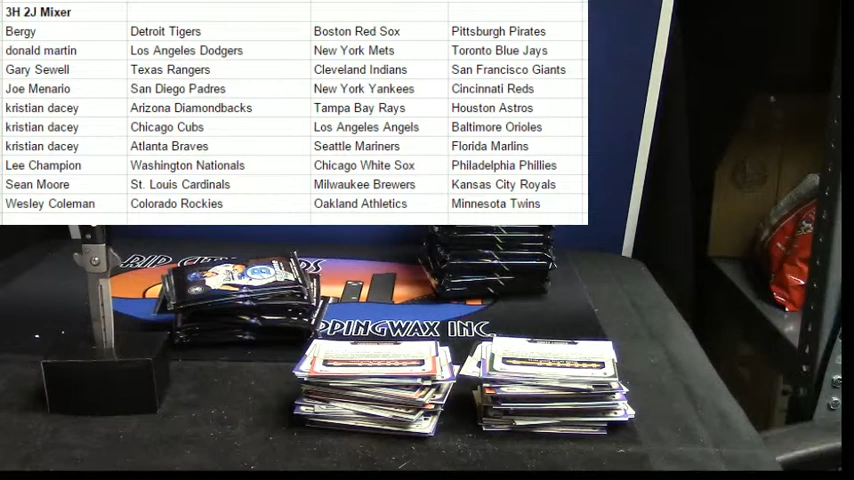 3H 2J Mixer
Bergy Detroit Tigers Boston Red Sox Pittsburgh Pirates
donald martin Los Angeles Dodgers New York Mets Toronto Blue Jays
Gary Sewell Texas Rangers Cleveland Indians San Francisco Giants
Joe Menario San Diego Padres New York Yankees Cincinnati Reds
kristian dacey Arizona Diamondbacks Tampa Bay Rays Houston Astros
kristian dacey Chicago Cubs Los Angeles Angels Baltimore Orioles
kristian dacey Atlanta Braves Seattle Mariners Florida Marlins
Lee Champion Washington Nationals Chicago White Sox Philadelphia Phillies
Sean Moore St. Louis Cardinals Milwaukee Brewers Kansas City Royals
Wesley Coleman Colorado Rockies Oakland Athletics Minnesota Twins
RIP
PPINGWAX INC.